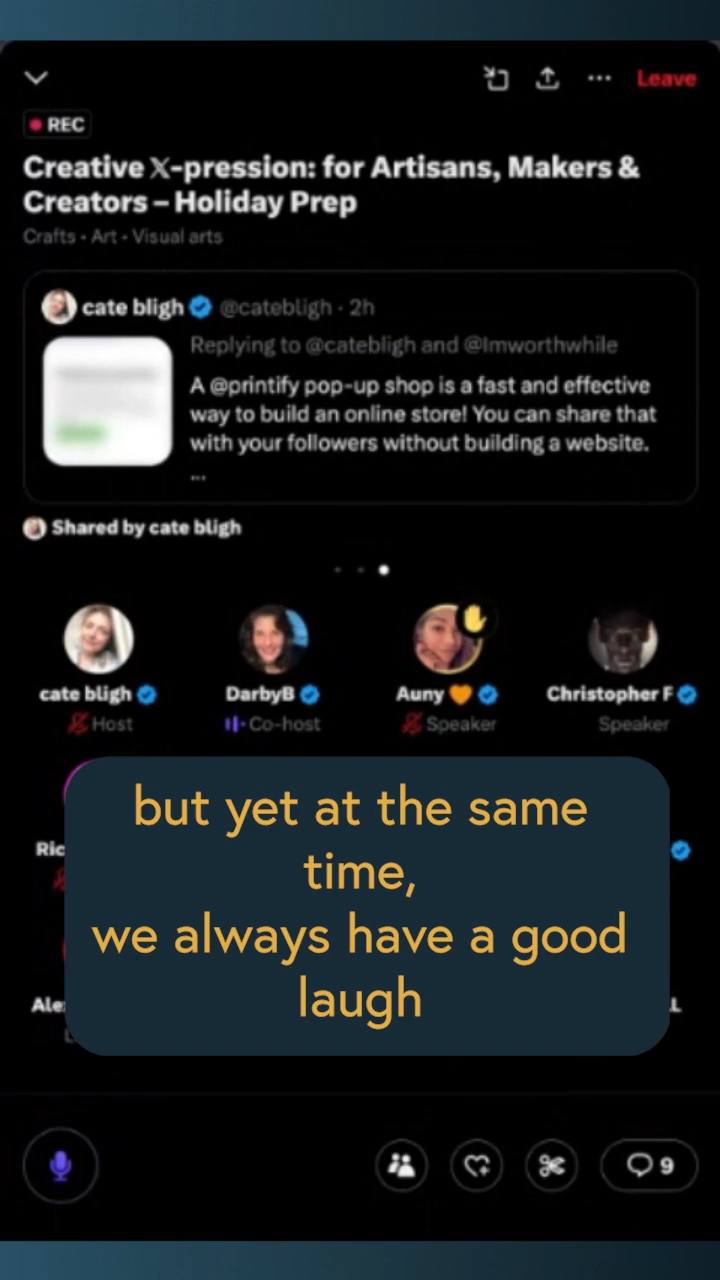 Leave
REC
Creative 𝕏-pression: for Artisans, Makers &
Creators – Holiday Prep
Crafts • Art • Visual arts
cate bligh @catebligh · 2h
Replying to @catebligh and @Imworthwhile
A @printify pop-up shop is a fast and effective
way to build an online store! You can share that
with your followers without building a website.
...
Shared by cate bligh
cate bligh DarbyB Auny 🧡 Christopher F
Host Co-host Speaker Speaker
but yet at the same
time,
we always have a good
laugh
9